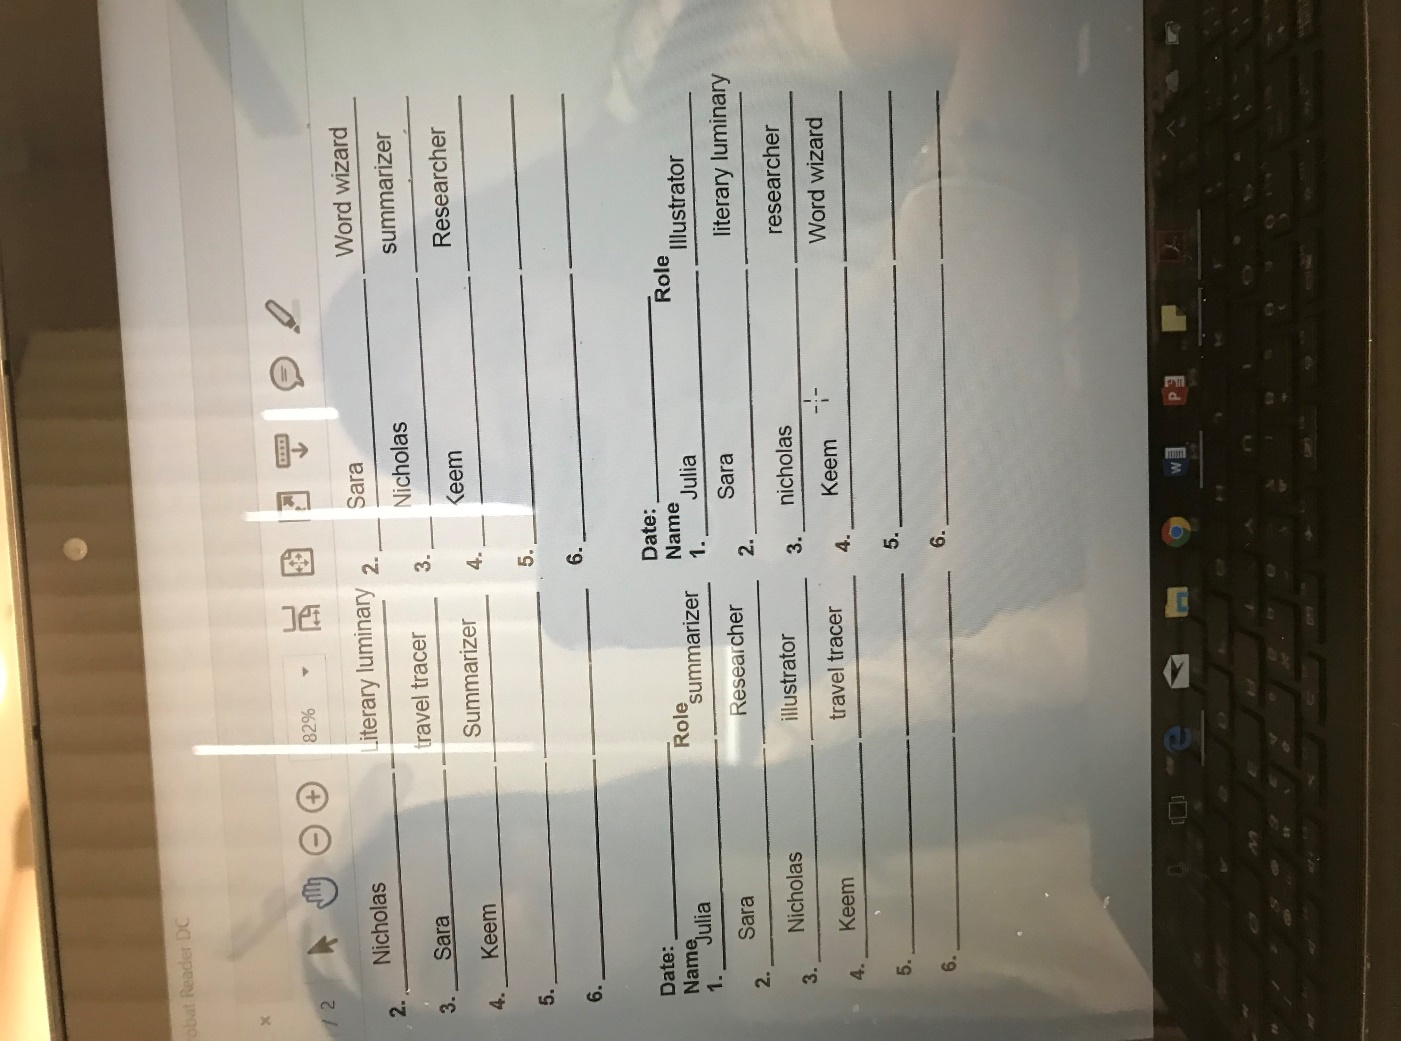 obat Reader DC
x
/ 2
82%
2. Nicholas Literary luminary
3. Sara travel tracer
4. Keem Summarizer
5.
6.
2. Sara Word wizard
3. Nicholas summarizer
4. Keem Researcher
5.
6.
Date:
Name Role
1. Julia summarizer
2. Sara Researcher
3. Nicholas illustrator
4. Keem travel tracer
5.
6.
Date:
Name Role
1. Julia Illustrator
2. Sara literary luminary
3. nicholas researcher
4. Keem Word wizard
5.
6.